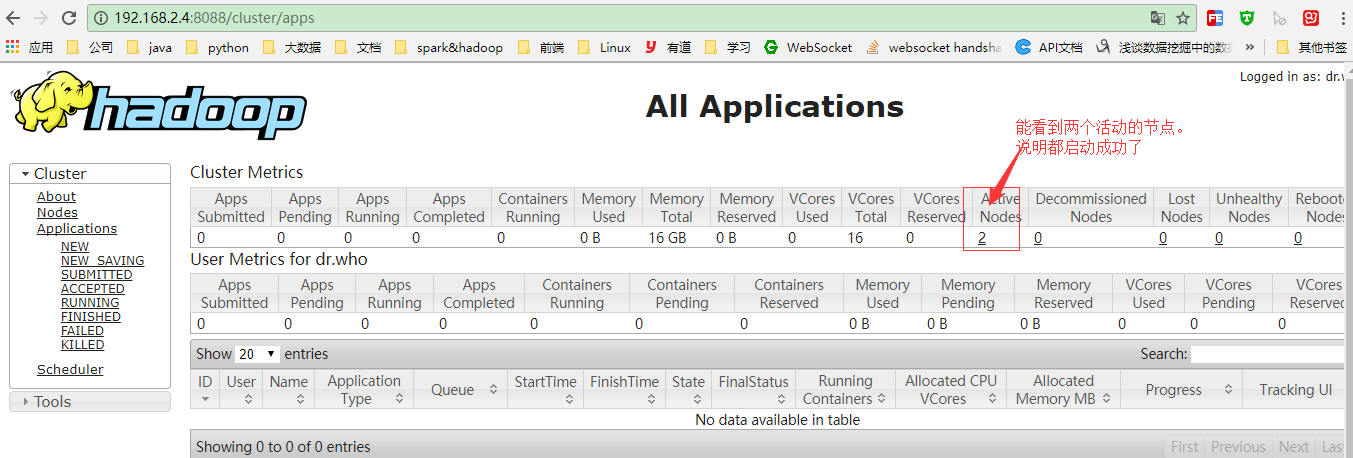 192.168.2.4:8088/cluster/apps
应用 公司 java python 大数据 文档 spark&hadoop 前端 Linux 有道 学习 WebSocket websocket handsha API文档 浅谈数据挖掘中的数据 » 其他书签
hadoop
All Applications
Logged in as: dr.w
能看到两个活动的节点。
说明都启动成功了
Cluster
About
Nodes
Applications
NEW
NEW_SAVING
SUBMITTED
ACCEPTED
RUNNING
FINISHED
FAILED
KILLED
Scheduler
Tools
Cluster Metrics
Apps Submitted Apps Pending Apps Running Apps Completed Containers Running Memory Used Memory Total Memory Reserved VCores Used VCores Total VCores Reserved Active Nodes Decommissioned Nodes Lost Nodes Unhealthy Nodes Reboote Nodes
0 0 0 0 0 0 B 16 GB 0 B 0 16 0 2 0 0 0 0
User Metrics for dr.who
Apps Submitted Apps Pending Apps Running Apps Completed Containers Running Containers Pending Containers Reserved Memory Used Memory Pending Memory Reserved VCores Used VCores Pending VCores Reserved
0 0 0 0 0 0 0 0 B 0 B 0 B 0 0 0
Show 20 entries Search:
ID User Name Application Type Queue StartTime FinishTime State FinalStatus Running Containers Allocated CPU VCores Allocated Memory MB Progress Tracking UI
No data available in table
Showing 0 to 0 of 0 entries First Previous Next Las